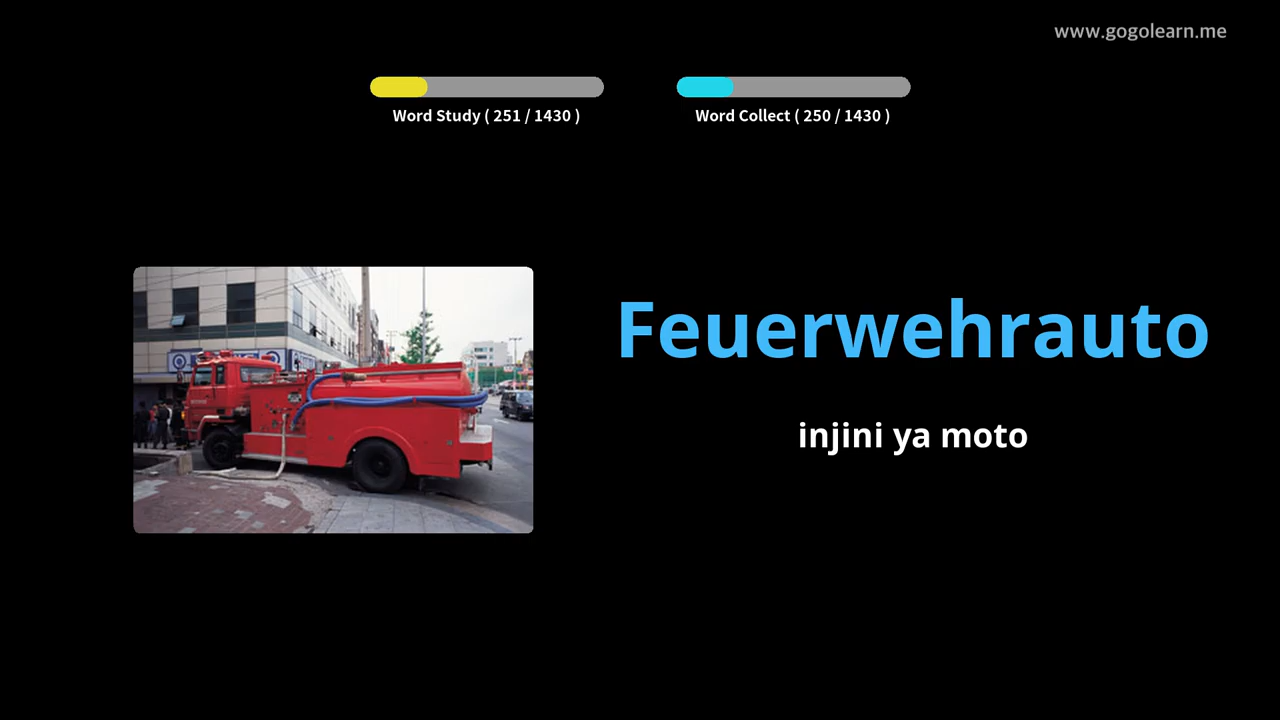 www.gogolearn.me
Word Study ( 251 / 1430 )
Word Collect ( 250 / 1430 )
Feuerwehrauto
injini ya moto